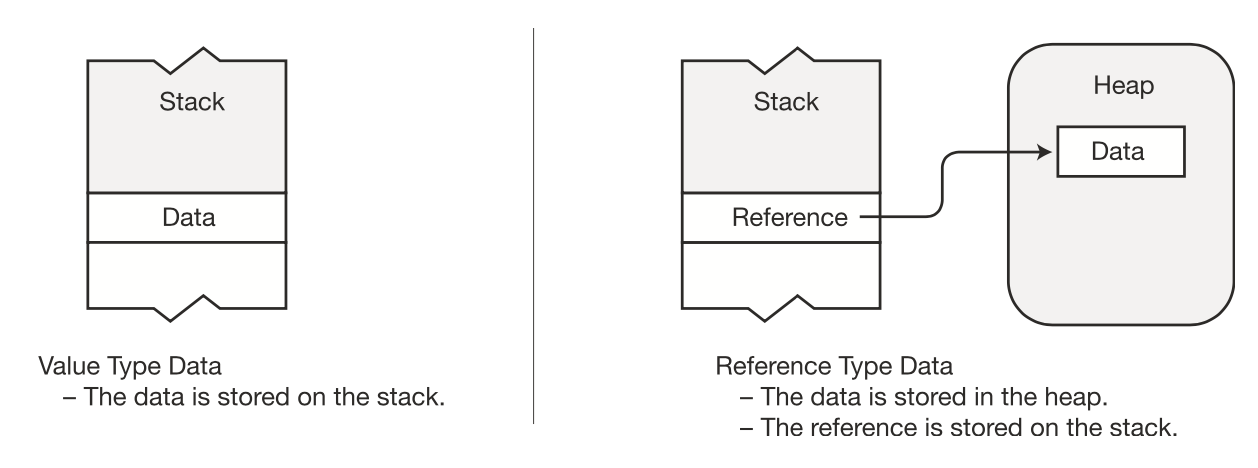 Stack
Data
Value Type Data
– The data is stored on the stack.
Stack
Reference
Heap
Data
Reference Type Data
– The data is stored in the heap.
– The reference is stored on the stack.